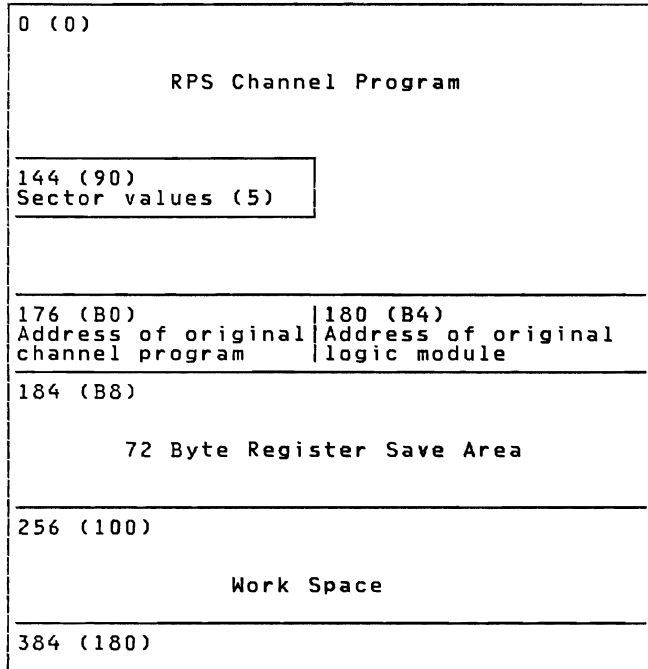 0 (0)
RPS Channel Program
144 (90)
Sector values (5)
176 (B0) 180 (B4)
Address of original Address of original
channel program logic module
184 (B8)
72 Byte Register Save Area
256 (100)
Work Space
384 (180)